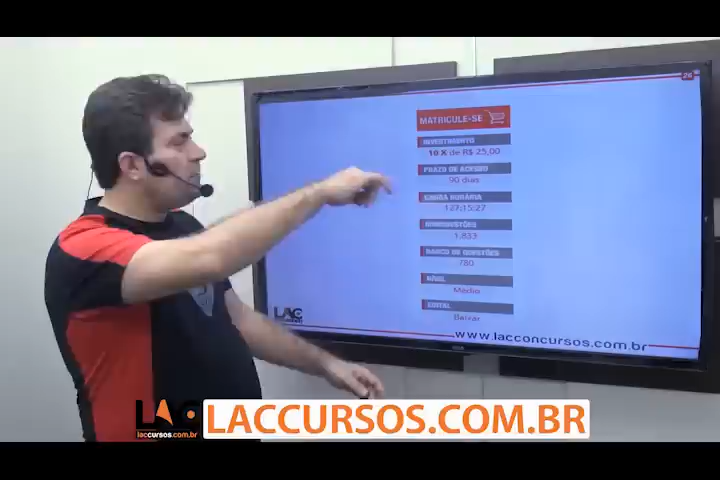 26
MATRICULE-SE
INVESTIMENTO
10 X de R$ 25,00
PRAZO DE ACESSO
90 dias
CARGA HORÁRIA
127:15:27
1.833
BANCO DE QUESTÕES
780
NÍVEL
Médio
EDITAL
Baixar
LAC
www.lacconcursos.com.br
LAC
laccursos.com.br
LACCURSOS.COM.BR